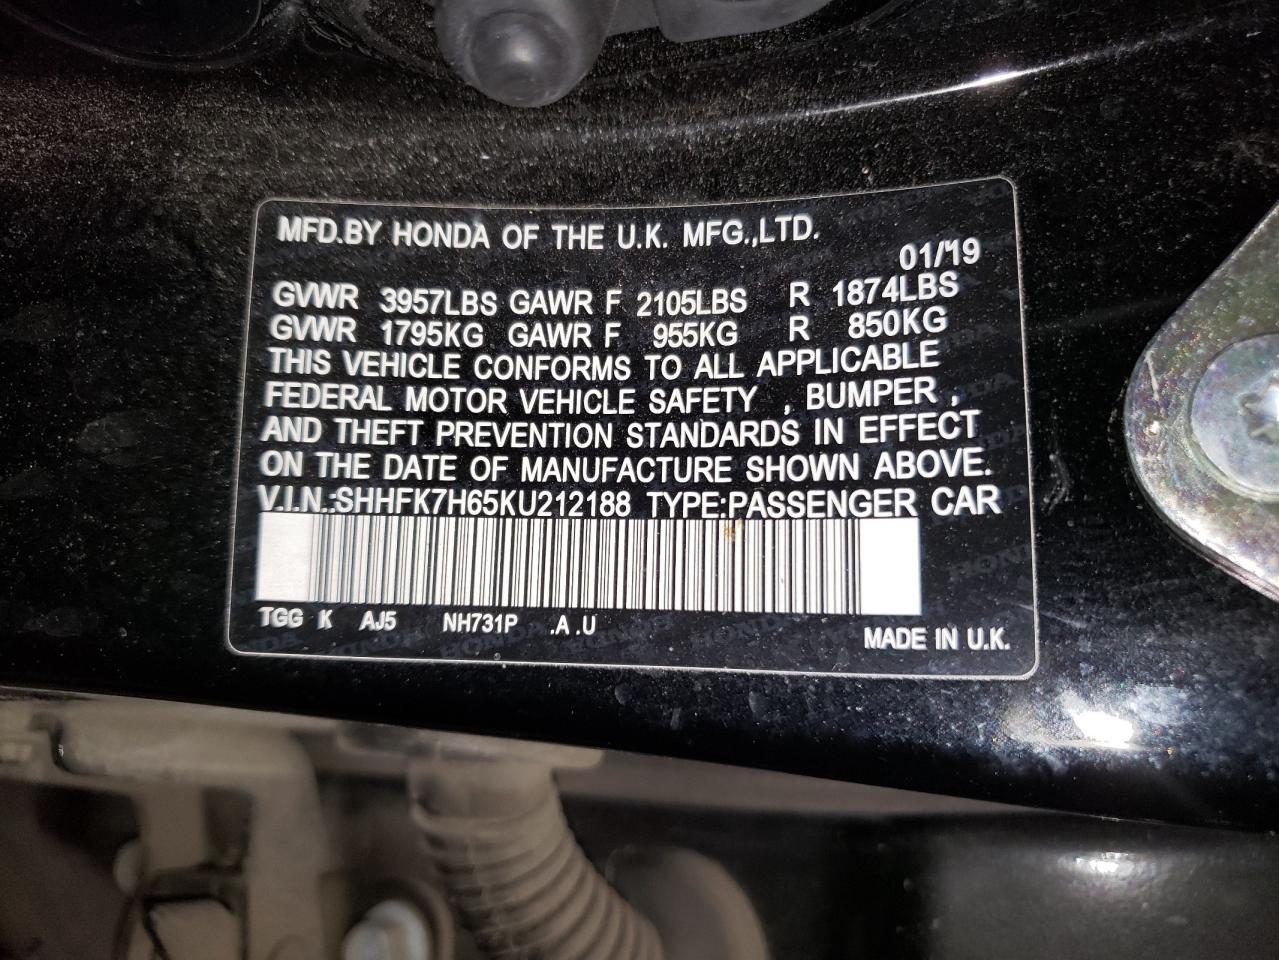 MFD.BY HONDA OF THE U.K. MFG.,LTD.
01/'19
GVWR 3957LBS GAWR F 2105LBS R 1874LBS
GVWR 1795KG GAWR F 955KG R 850KG
THIS VEHICLE CONFORMS TO ALL APPLICABLE
FEDERAL MOTOR VEHICLE SAFETY , BUMPER ,
AND THEFT PREVENTION STANDARDS IN EFFECT
ON THE DATE OF MANUFACTURE SHOWN ABOVE.
V.I.N.:SHHFK7H65KU212188 TYPE:PASSENGER CAR
TGG K AJ5 NH731P .A .U
MADE IN U.K.